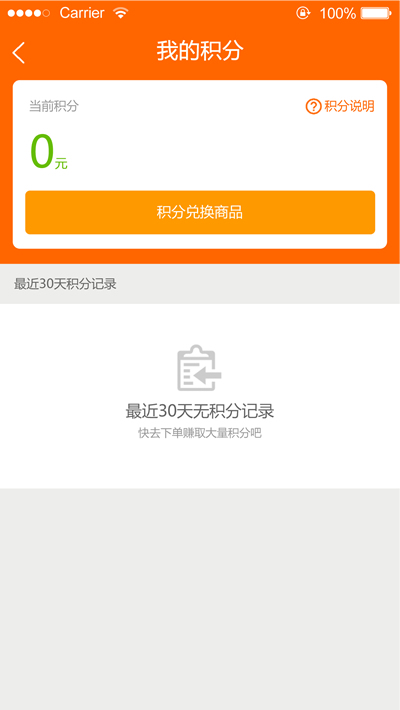 Carrier 100%
我的积分
当前积分 ?积分说明
0元
积分兑换商品
最近30天积分记录
最近30天无积分记录
快去下单赚取大量积分吧